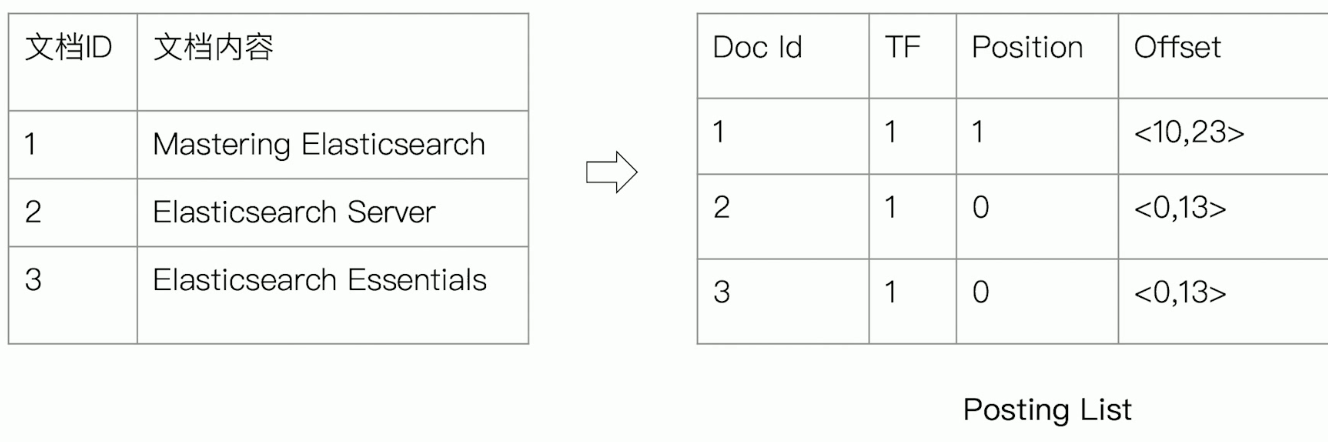 文档ID 文档内容
1 Mastering Elasticsearch
2 Elasticsearch Server
3 Elasticsearch Essentials
Doc Id TF Position Offset
1 1 1 <10,23>
2 1 0 <0,13>
3 1 0 <0,13>
Posting List